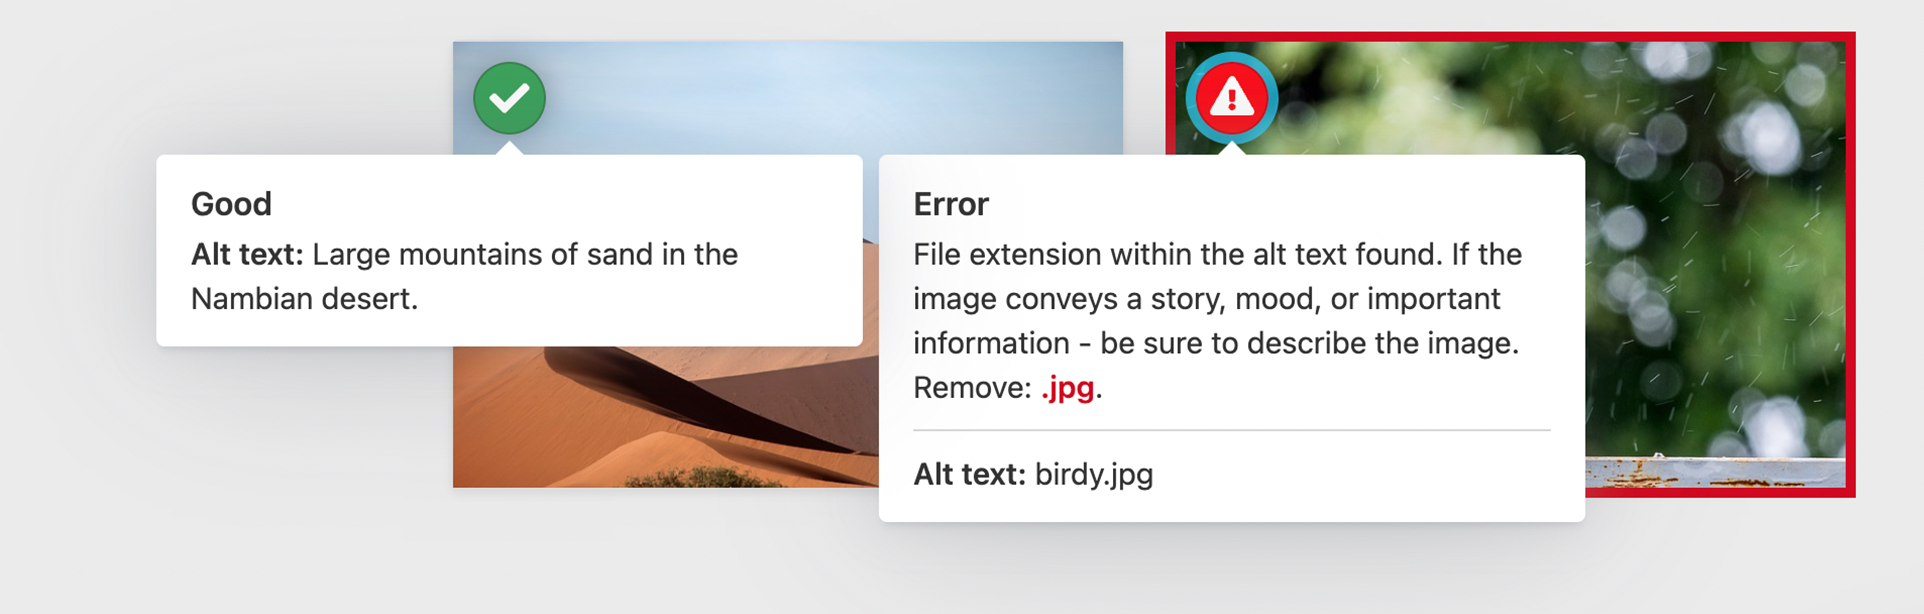 Good
Alt text: Large mountains of sand in the
Nambian desert.
Error
File extension within the alt text found. If the
image conveys a story, mood, or important
information - be sure to describe the image.
Remove: .jpg.
Alt text: birdy.jpg